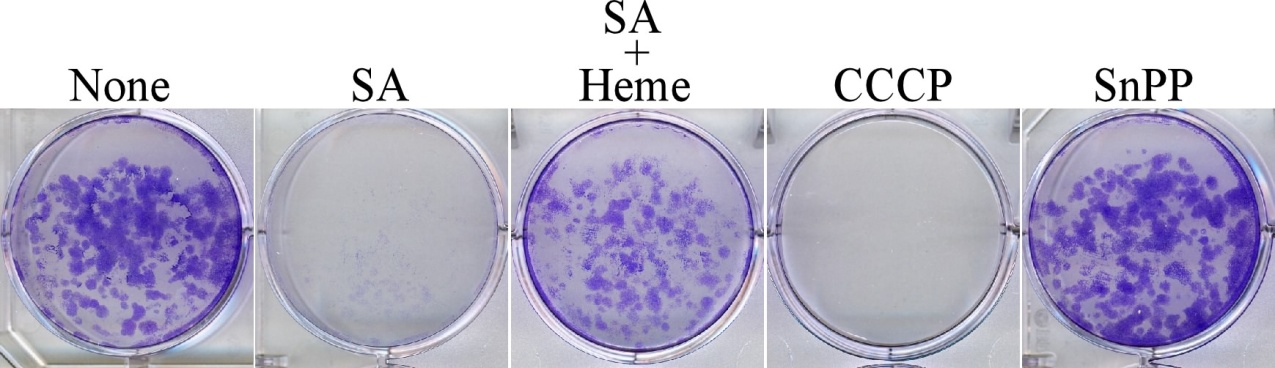 None
SA
SA
+
Heme
CCCP
SnPP